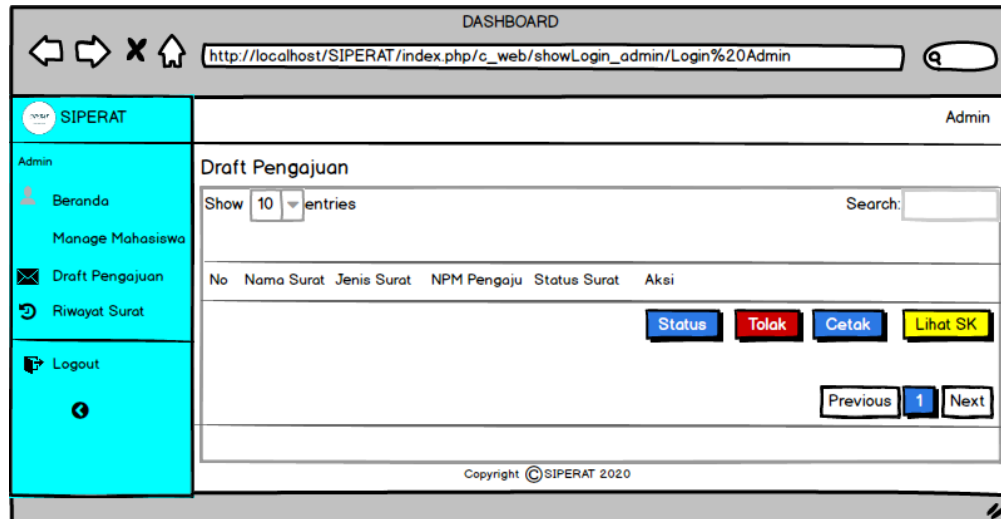 DASHBOARD
http://localhost/SIPERAT/index.php/c_web/showLogin_admin/Login%20Admin
SIPERAT
Admin
Admin
Beranda
Manage Mahasiswa
Draft Pengajuan
Riwayat Surat
Logout
Draft Pengajuan
Show 10 entries
Search:
No Nama Surat Jenis Surat NPM Pengaju Status Surat Aksi
Status Tolak Cetak Lihat SK
Previous 1 Next
Copyright ©SIPERAT 2020